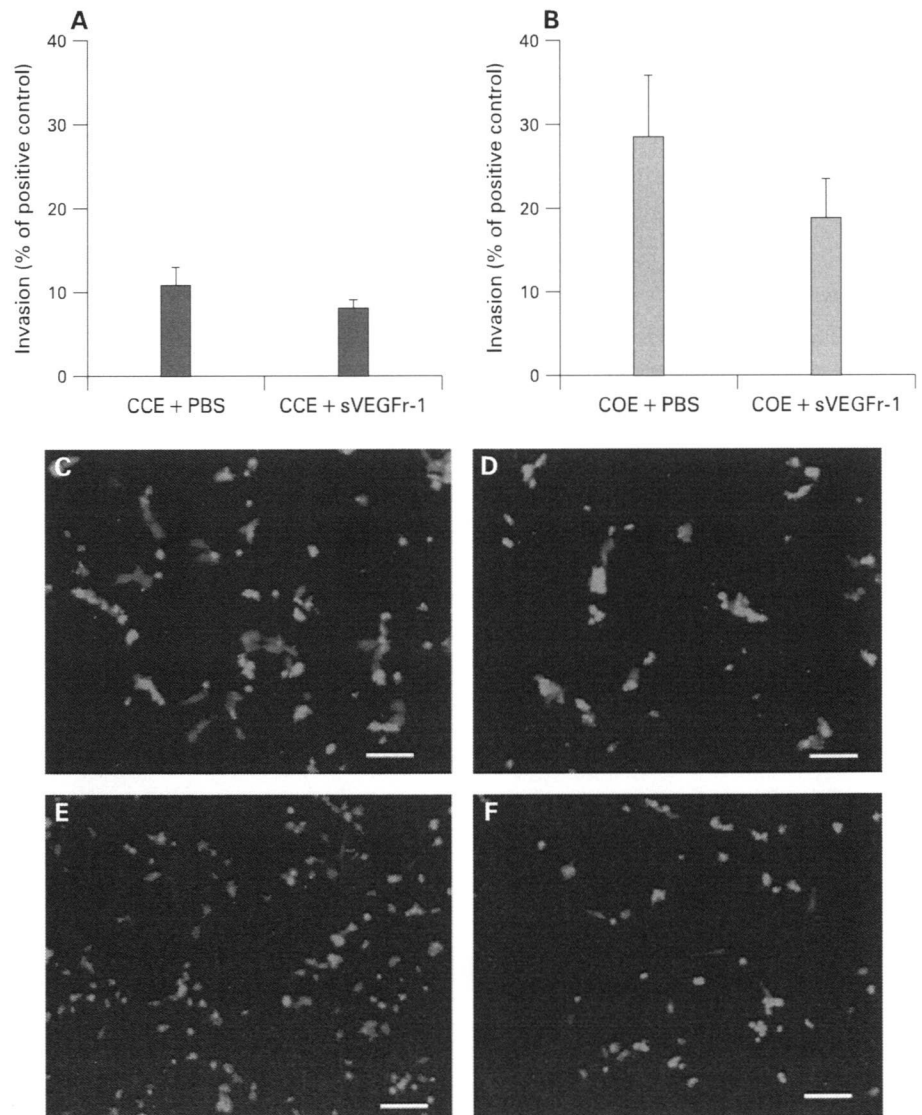 A
Invasion (% of positive control)
40
30
20
10
0
CCE + PBS
CCE + sVEGFr-1
B
Invasion (% of positive control)
40
30
20
10
0
COE + PBS
COE + sVEGFr-1
C
D
E
F